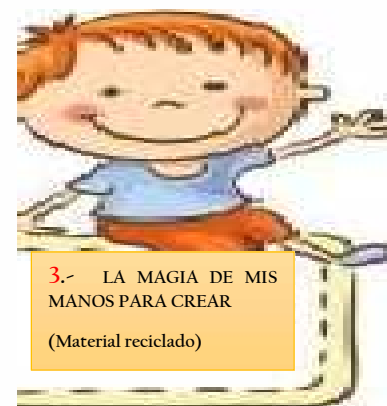 3.- LA MAGIA DE MIS
MANOS PARA CREAR
(Material reciclado)